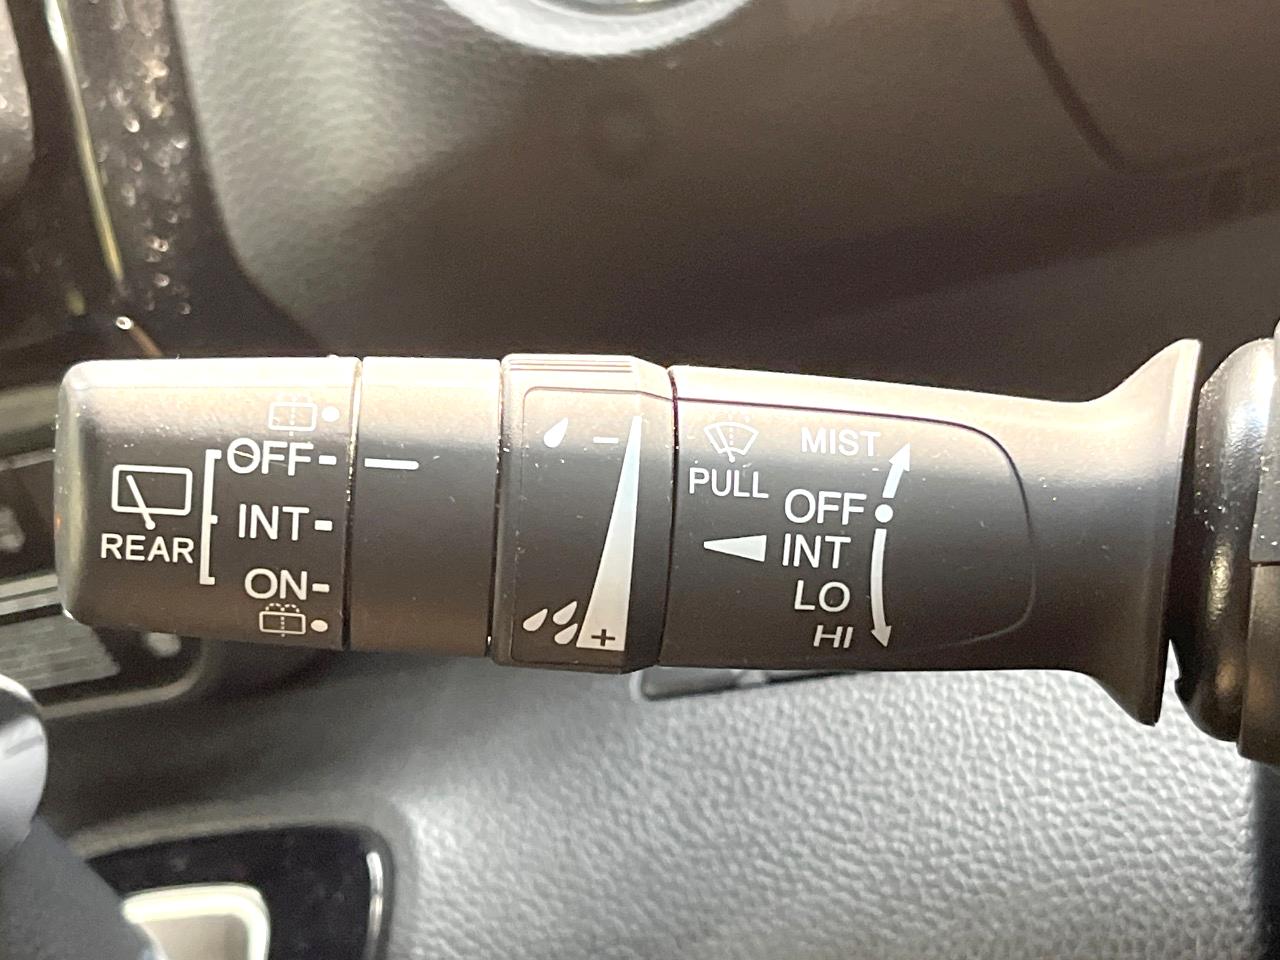 OFF
INT
ON
REAR
−
+
PULL
MIST
OFF
INT
LO
HI